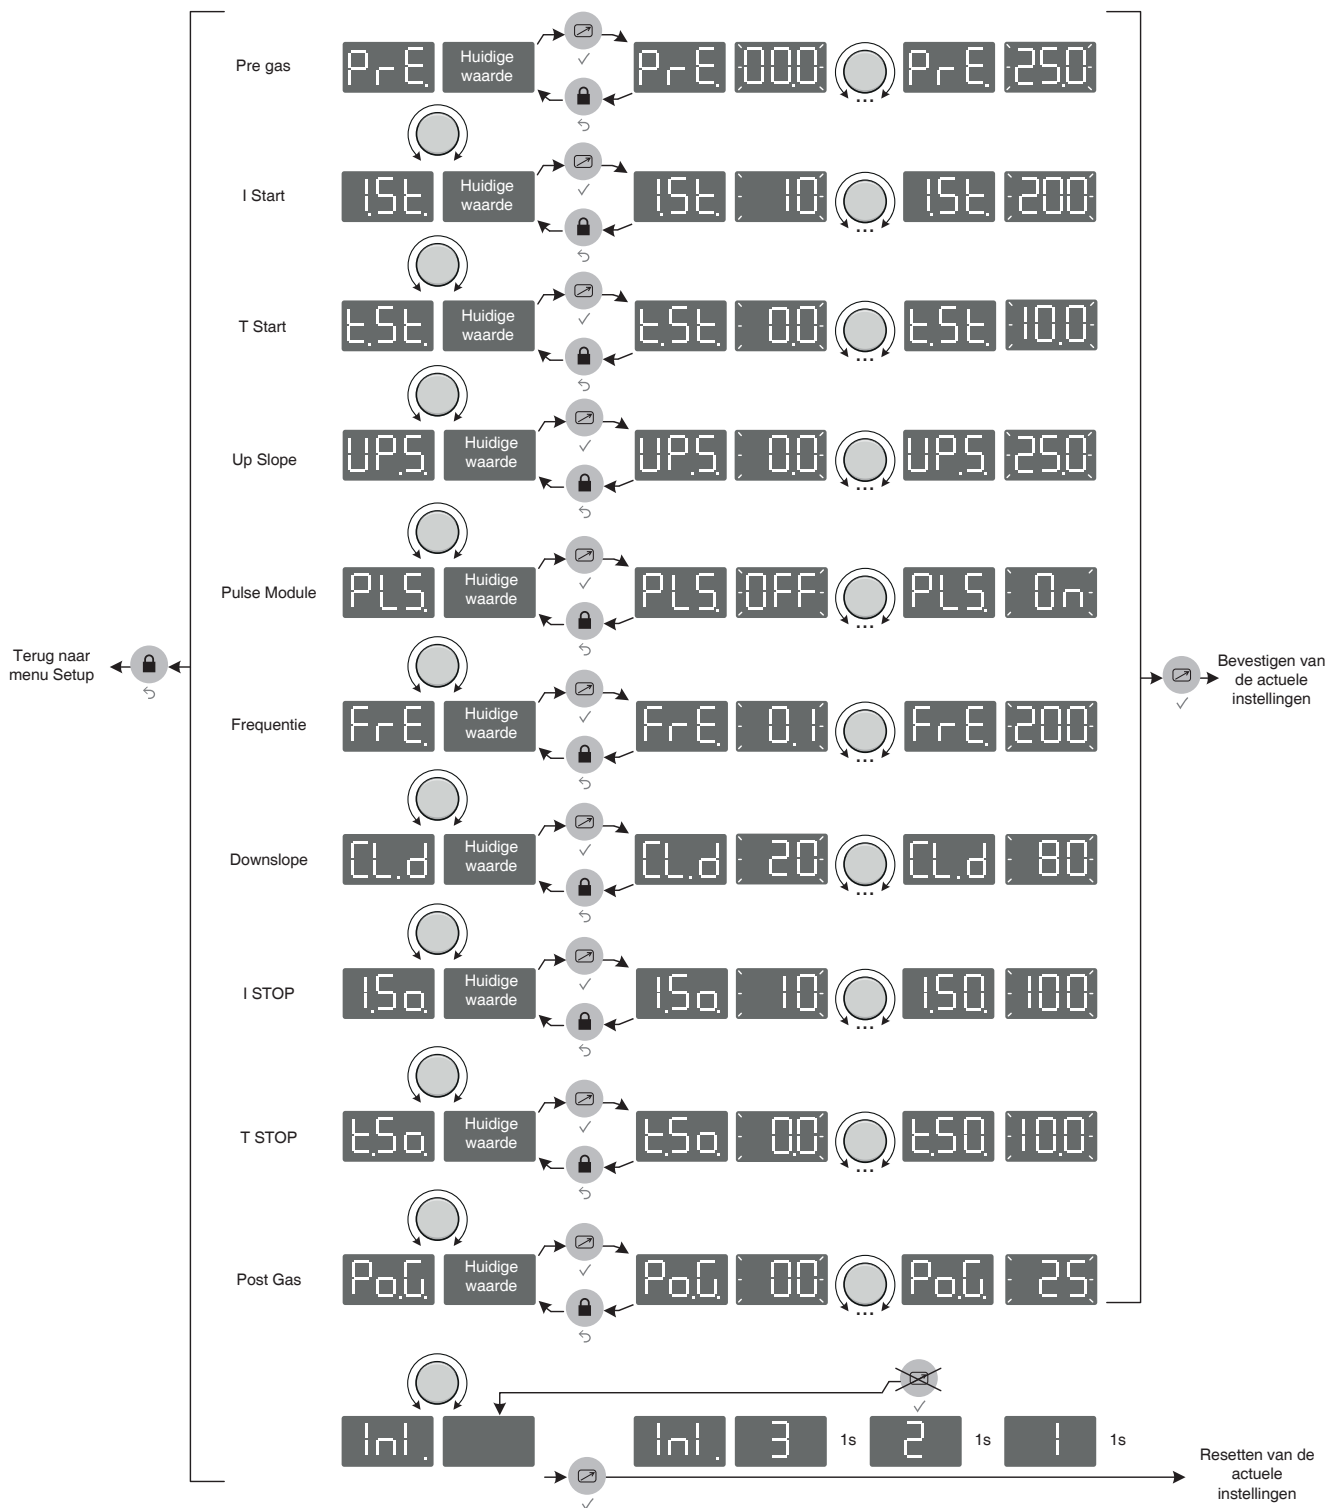 Pre gas
PrE.
Huidige
waarde
PrE.
00.0
...
PrE.
25.0
I Start
I.St.
Huidige
waarde
I.St.
10
...
I.St.
200
T Start
t.St.
Huidige
waarde
t.St.
0.0
...
t.St.
10.0
Up Slope
UP.S.
Huidige
waarde
UP.S.
0.0
...
UP.S.
25.0
Pulse Module
PLS.
Huidige
waarde
PLS.
OFF
...
PLS.
On
Terug naar
menu Setup
Bevestigen van
de actuele
instellingen
Frequentie
FrE.
Huidige
waarde
FrE.
0.1
...
FrE.
200
Downslope
CL.d
Huidige
waarde
CL.d
20
...
CL.d
80
I STOP
I.So.
Huidige
waarde
I.So.
10
...
I.SO.
100
T STOP
t.So.
Huidige
waarde
t.So.
0.0
...
t.SO.
10.0
Post Gas
Po.G.
Huidige
waarde
Po.G.
00
...
Po.G.
25
InI.
InI.
3
1s
2
1s
1
1s
Resetten van de
actuele
instellingen